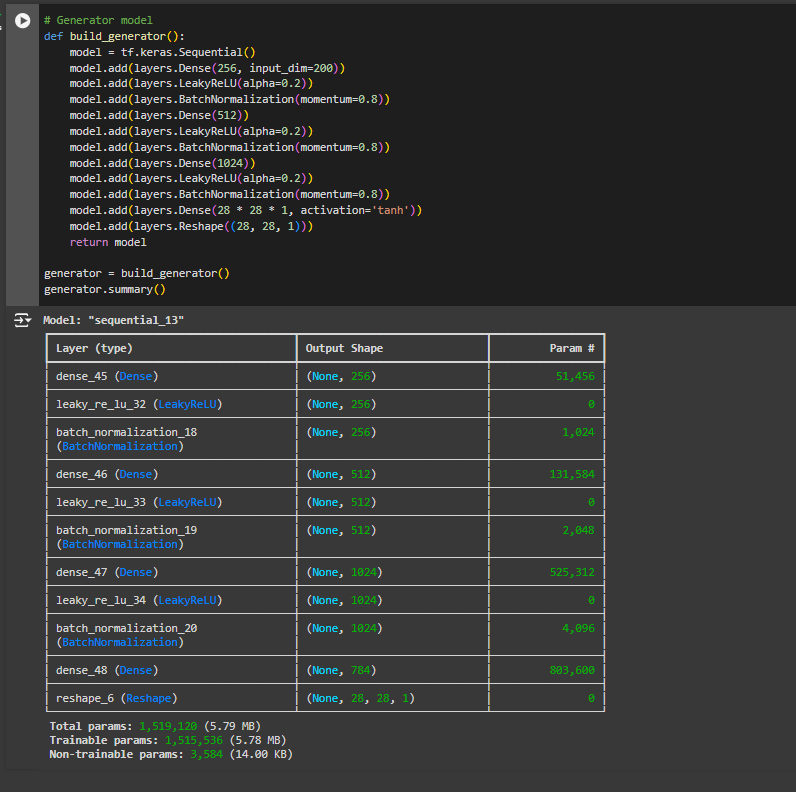 # Generator model
def build_generator():
    model = tf.keras.Sequential()
    model.add(layers.Dense(256, input_dim=200))
    model.add(layers.LeakyReLU(alpha=0.2))
    model.add(layers.BatchNormalization(momentum=0.8))
    model.add(layers.Dense(512))
    model.add(layers.LeakyReLU(alpha=0.2))
    model.add(layers.BatchNormalization(momentum=0.8))
    model.add(layers.Dense(1024))
    model.add(layers.LeakyReLU(alpha=0.2))
    model.add(layers.BatchNormalization(momentum=0.8))
    model.add(layers.Dense(28 * 28 * 1, activation='tanh'))
    model.add(layers.Reshape((28, 28, 1)))
    return model

generator = build_generator()
generator.summary()
Model: "sequential_13"
Layer (type) Output Shape Param #
dense_45 (Dense) (None, 256) 51,456
leaky_re_lu_32 (LeakyReLU) (None, 256) 0
batch_normalization_18 (None, 256) 1,024
(BatchNormalization)
dense_46 (Dense) (None, 512) 131,584
leaky_re_lu_33 (LeakyReLU) (None, 512) 0
batch_normalization_19 (None, 512) 2,048
(BatchNormalization)
dense_47 (Dense) (None, 1024) 525,312
leaky_re_lu_34 (LeakyReLU) (None, 1024) 0
batch_normalization_20 (None, 1024) 4,096
(BatchNormalization)
dense_48 (Dense) (None, 784) 803,600
reshape_6 (Reshape) (None, 28, 28, 1) 0
Total params: 1,519,120 (5.79 MB)
Trainable params: 1,515,536 (5.78 MB)
Non-trainable params: 3,584 (14.00 KB)